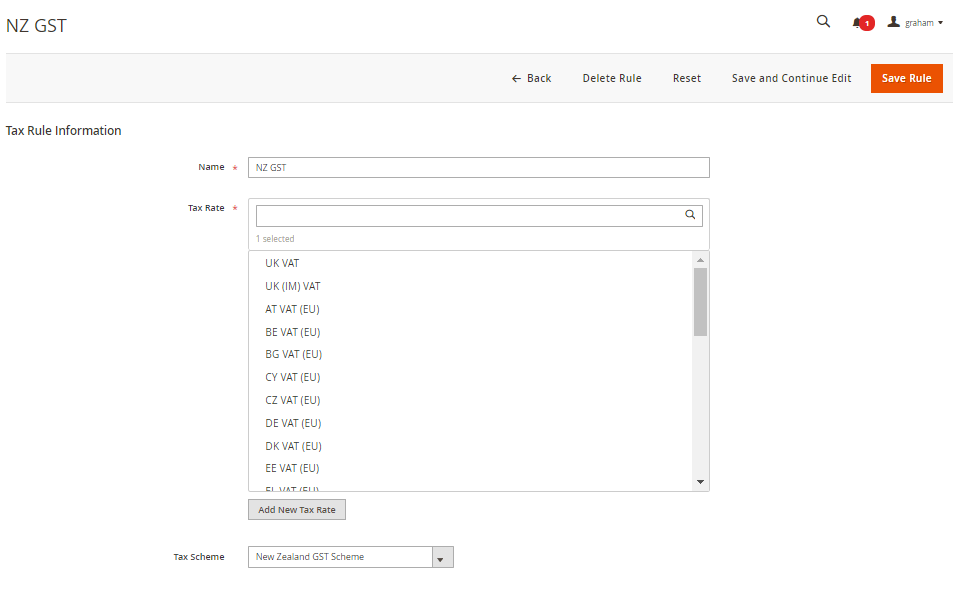 NZ GST
1
graham
← Back
Delete Rule
Reset
Save and Continue Edit
Save Rule
Tax Rule Information
Name *
NZ GST
Tax Rate *
1 selected
UK VAT
UK (IM) VAT
AT VAT (EU)
BE VAT (EU)
BG VAT (EU)
CY VAT (EU)
CZ VAT (EU)
DE VAT (EU)
DK VAT (EU)
EE VAT (EU)
EL VAT (EU)
Add New Tax Rate
Tax Scheme
New Zealand GST Scheme